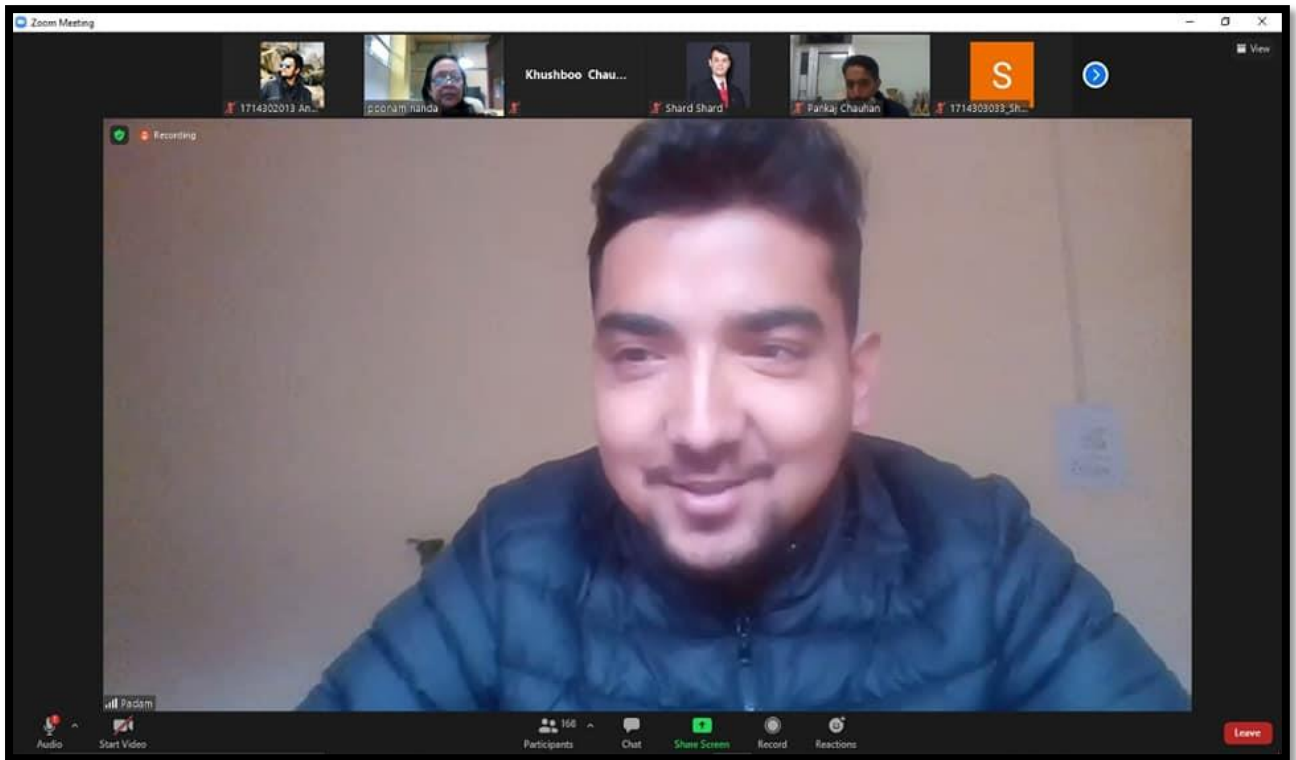 Zoom Meeting
View
1714302013 An...
poonam nanda
Khushboo Chau...
Shard Shard
Pankaj Chauhan
S
1714303033_Sh...
Recording
Padam
Audio
Start Video
168
Participants
Chat
Share Screen
Record
Reactions
Leave